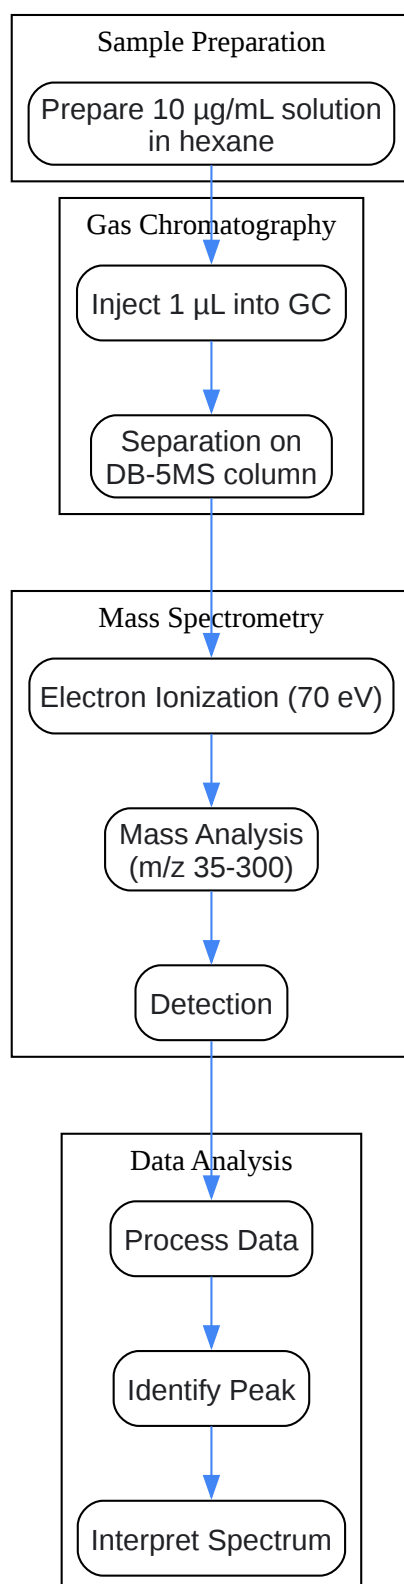 Sample Preparation
Prepare 10 µg/mL solution
in hexane
Gas Chromatography
Inject 1 µL into GC
Separation on
DB-5MS column
Mass Spectrometry
Electron Ionization (70 eV)
Mass Analysis
(m/z 35-300)
Detection
Data Analysis
Process Data
Identify Peak
Interpret Spectrum